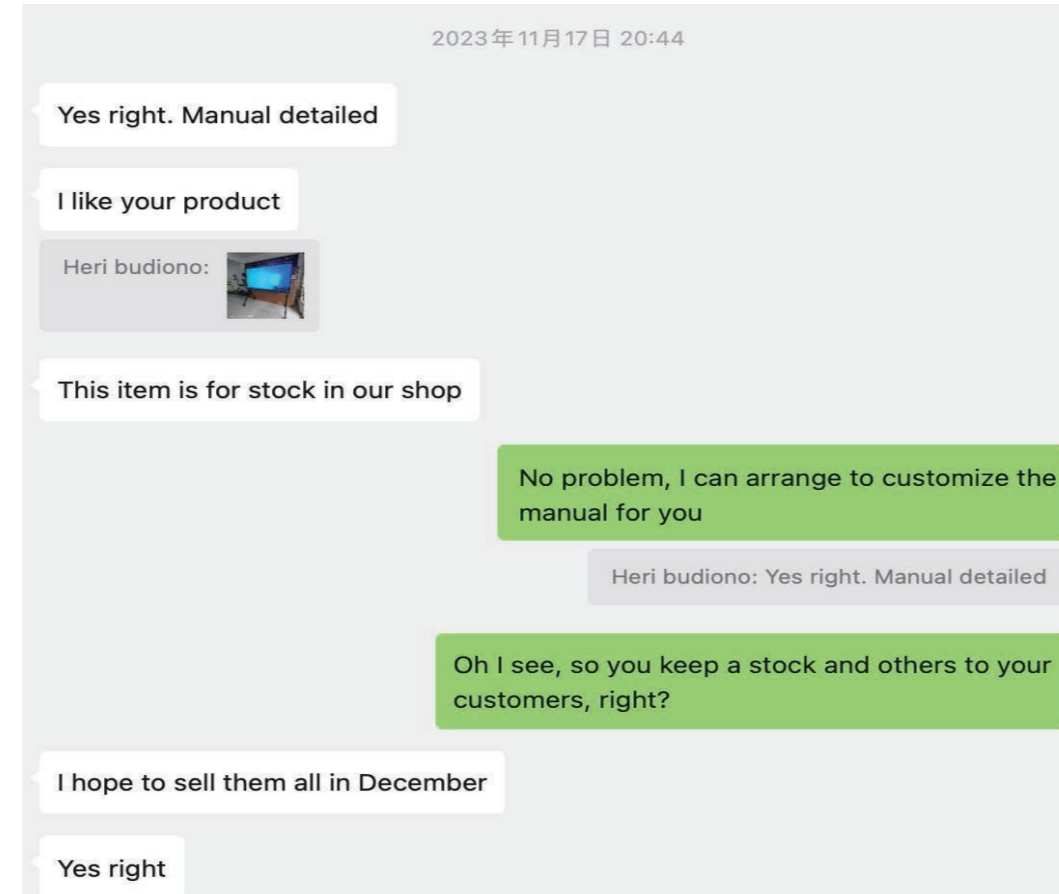 2023年11月17日 20:44
Yes right. Manual detailed
I like your product
Heri budiono:
This item is for stock in our shop
No problem, I can arrange to customize the
manual for you
Heri budiono: Yes right. Manual detailed
Oh I see, so you keep a stock and others to your
customers, right?
I hope to sell them all in December
Yes right